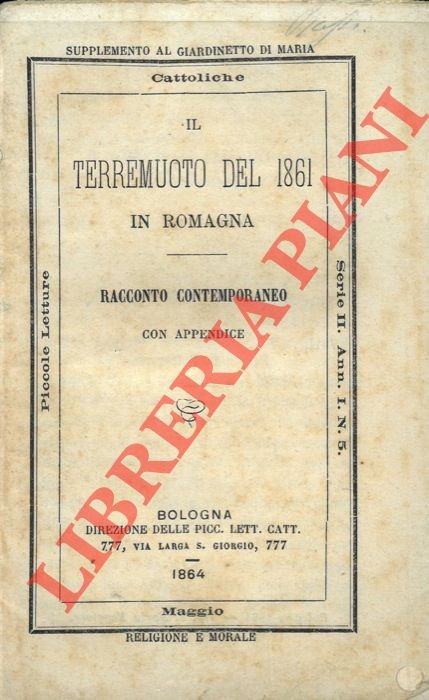 SUPPLEMENTO AL GIARDINETTO DI MARIA
Cattoliche
IL
TERREMUOTO DEL 1861
IN ROMAGNA
RACCONTO CONTEMPORANEO
CON APPENDICE
BOLOGNA
DIREZIONE DELLE PICC. LETT. CATT.
777, VIA LARGA S. GIORGIO, 777
1864
Maggio
RELIGIONE E MORALE
Piccole Letture
Serie II. Ann. I. N. 5.
LIBRERIA PIANI